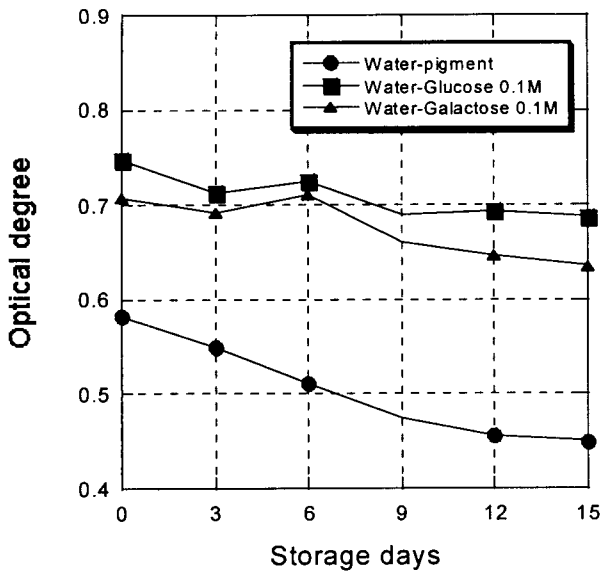 0.9
0.8
0.7
0.6
0.5
0.4
Optical degree
Water-pigment
Water-Glucose 0.1M
Water-Galactose 0.1M
0 3 6 9 12 15
Storage days